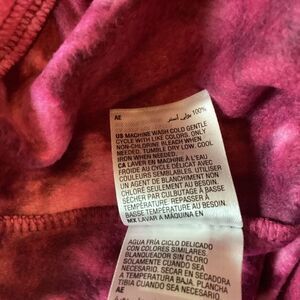 AE
100% بولي أستر
US MACHINE WASH COLD GENTLE
CYCLE WITH LIKE COLORS. ONLY
NON-CHLORINE BLEACH WHEN
NEEDED. TUMBLE DRY LOW. COOL
IRON WHEN NEEDED.
CA LAVER EN MACHINE À L'EAU
FROIDE AU CYCLE DÉLICAT AVEC
COULEURS SEMBLABLES. UTILISER
UN AGENT DE BLANCHIMENT NON
CHLORÉ SEULEMENT AU BESOIN.
SÉCHER PAR CULBUTAGE À BASSE
TEMPÉRATURE. REPASSER À
BASSE TEMPÉRATURE AU BESOIN.
MX LAVAR A MÁQUINA EN
AGUA FRÍA CICLO DELICADO
CON COLORES SIMILARES.
BLANQUEADOR SIN CLORO
SOLAMENTE CUANDO SEA
NECESARIO. SECAR EN SECADORA
A TEMPERATURA BAJA. PLANCHA
TIBIA CUANDO SEA NECESARIO.
AE